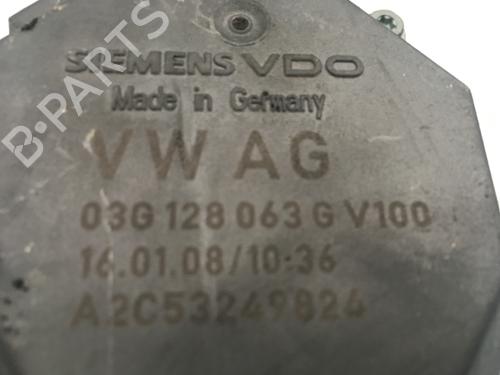 SIEMENS VDO
Made in Germany
VW AG
03G 128 063 G V100
16.01.08/10:36
A2C53249824
B-PARTS